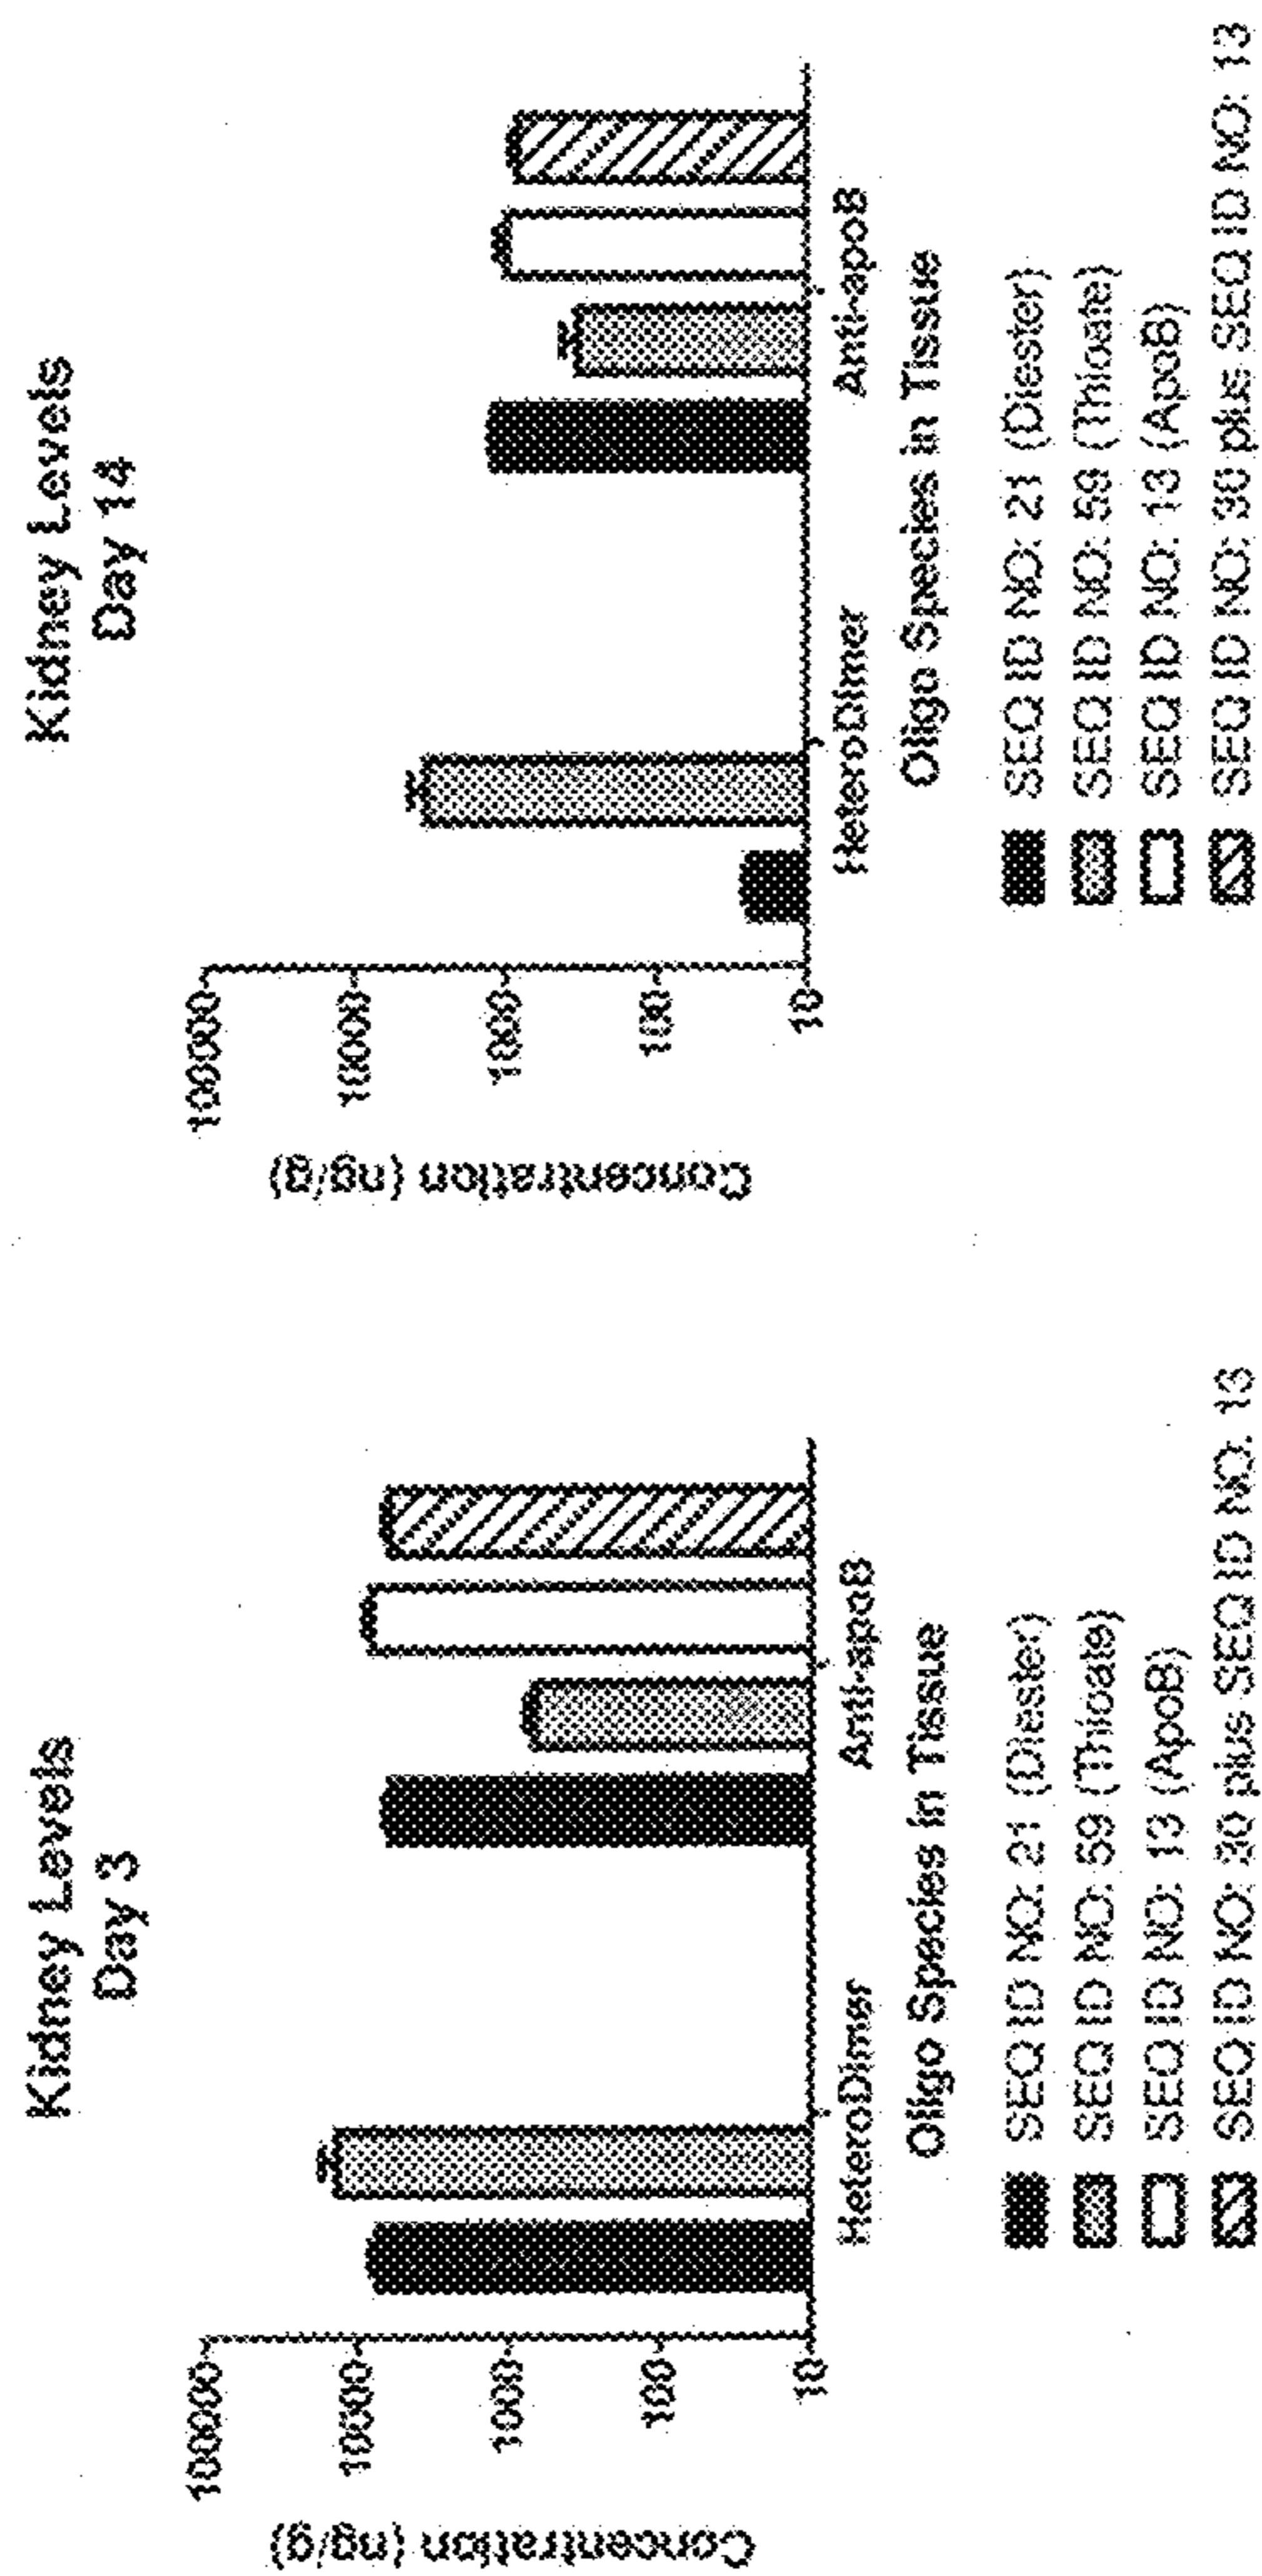 Kidney Levels
Day 3
Concentration (ng/g)
100000
10000
1000
100
10
HeteroDimer
Anti-apoB
Oligo Species in Tissue
SEQ ID NO: 21 (Diester)
SEQ ID NO: 59 (Thioate)
SEQ ID NO: 13 (ApoB)
SEQ ID NO: 30 plus SEQ ID NO: 13
Kidney Levels
Day 14
Concentration (ng/g)
100000
10000
1000
100
10
HeteroDimer
Anti-apoB
Oligo Species in Tissue
SEQ ID NO: 21 (Diester)
SEQ ID NO: 59 (Thioate)
SEQ ID NO: 13 (ApoB)
SEQ ID NO: 30 plus SEQ ID NO: 13